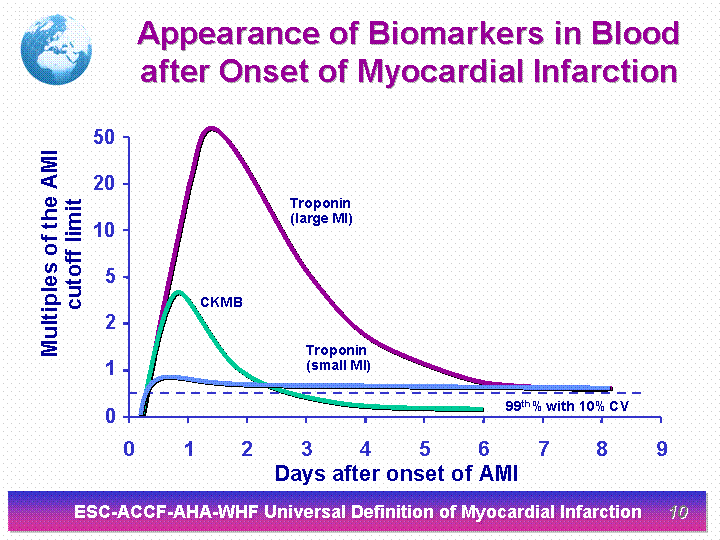 Appearance of Biomarkers in Blood
after Onset of Myocardial Infarction
Multiples of the AMI
cutoff limit
50
20
10
5
2
1
0
Troponin
(large MI)
CKMB
Troponin
(small MI)
99th% with 10% CV
0 1 2 3 4 5 6 7 8 9
Days after onset of AMI
ESC-ACCF-AHA-WHF Universal Definition of Myocardial Infarction 10